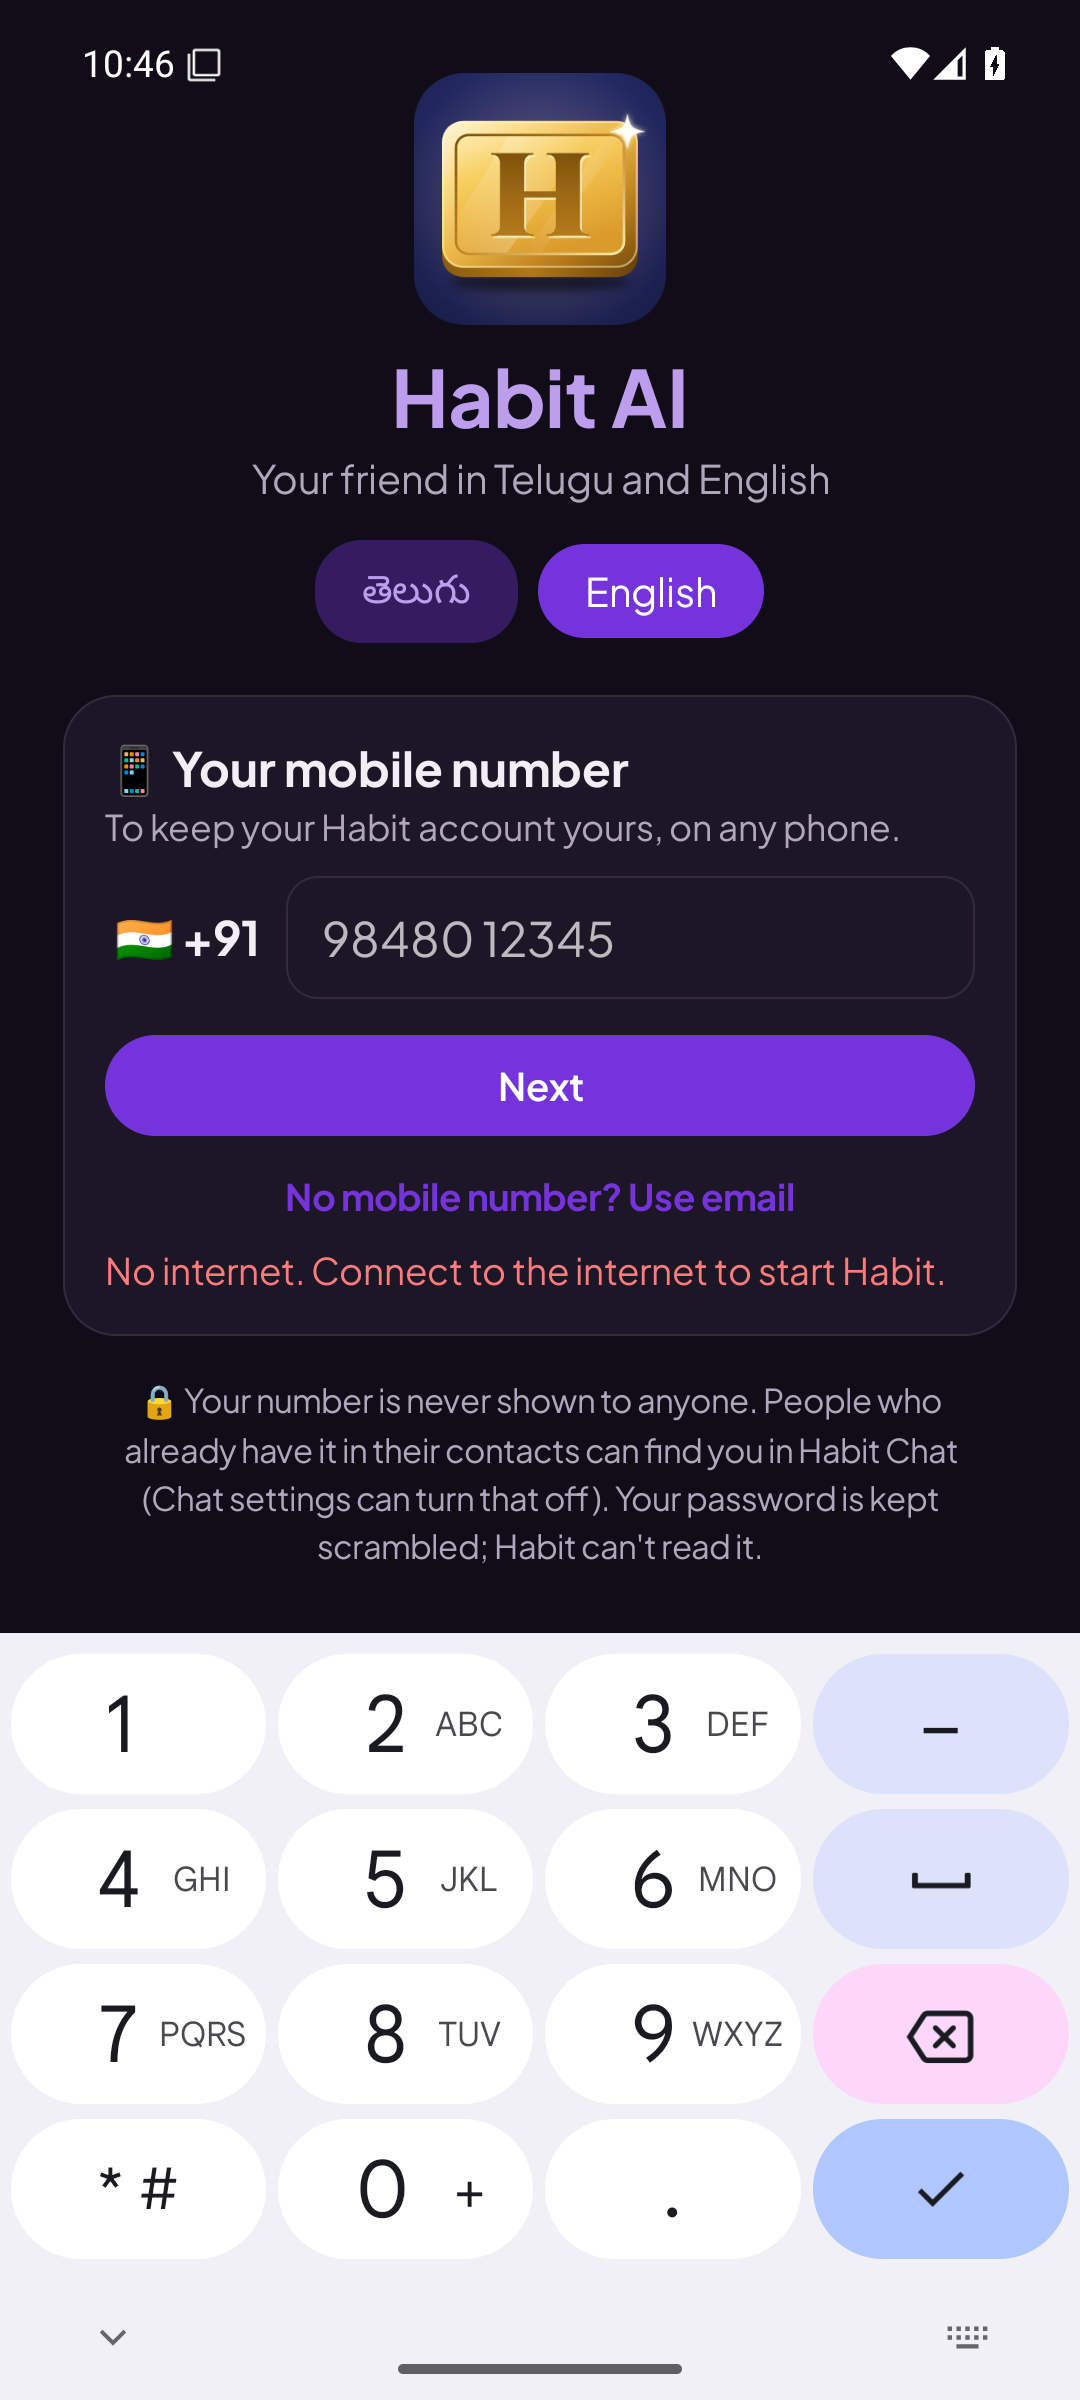 10:46
H
Habit AI
Your friend in Telugu and English
తెలుగు
English
📱 Your mobile number
To keep your Habit account yours, on any phone.
🇮🇳 +91
98480 12345
Next
No mobile number? Use email
No internet. Connect to the internet to start Habit.
🔒 Your number is never shown to anyone. People who
already have it in their contacts can find you in Habit Chat
(Chat settings can turn that off). Your password is kept
scrambled; Habit can't read it.
1 2 ABC 3 DEF –
4 GHI 5 JKL 6 MNO
7 PQRS 8 TUV 9 WXYZ
* # 0 + .